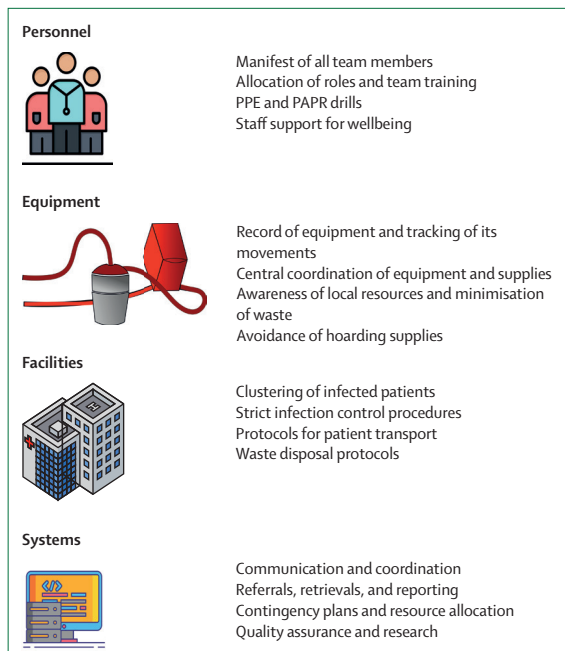 Personnel
Manifest of all team members
Allocation of roles and team training
PPE and PAPR drills
Staff support for wellbeing
Equipment
Record of equipment and tracking of its
movements
Central coordination of equipment and supplies
Awareness of local resources and minimisation
of waste
Avoidance of hoarding supplies
Facilities
H
Clustering of infected patients
Strict infection control procedures
Protocols for patient transport
Waste disposal protocols
Systems
</>
Communication and coordination
Referrals, retrievals, and reporting
Contingency plans and resource allocation
Quality assurance and research